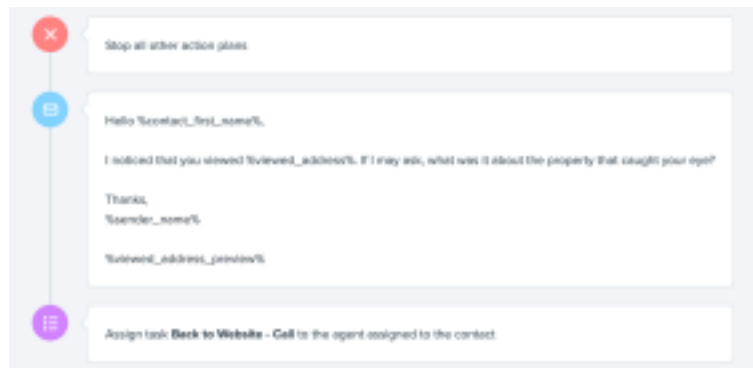 Stop all other action plans
Hello %contact_first_name%,
I noticed that you viewed %viewed_address%. If I may ask, what was it about the property that caught your eye?
Thanks,
%sender_name%
%viewed_address_preview%
Assign task Back to Website - Call to the agent assigned to the contact.